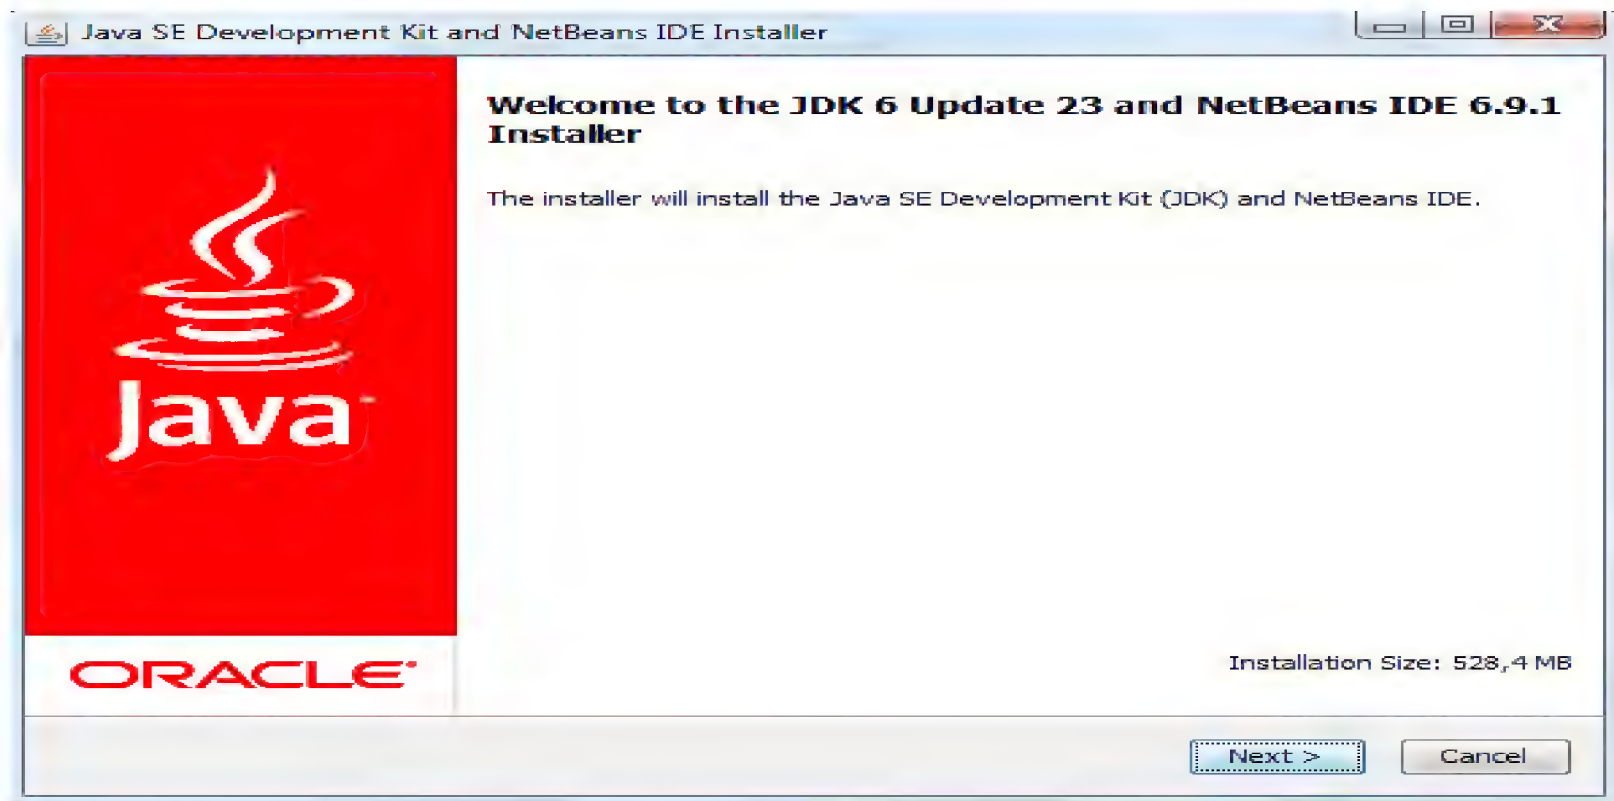 Java SE Development Kit and NetBeans IDE Installer
Welcome to the JDK 6 Update 23 and NetBeans IDE 6.9.1
Installer
The installer will install the Java SE Development Kit (JDK) and NetBeans IDE.
Java
ORACLE
Installation Size: 528,4 MB
Next >
Cancel